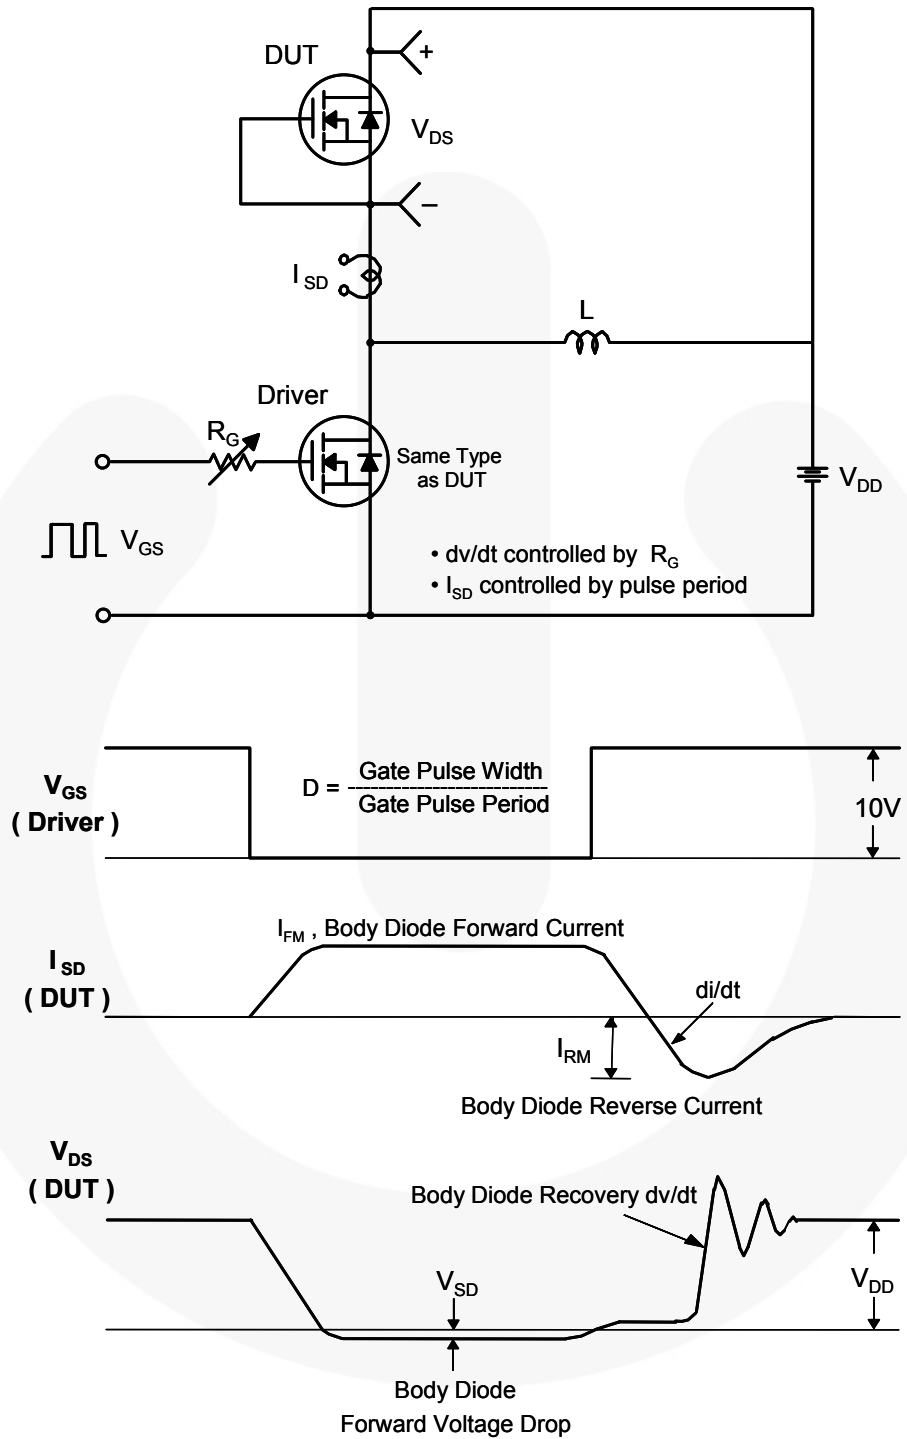 DUT
+
V_DS
–
I_SD
L
Driver
R_G
Same Type
as DUT
V_DD
V_GS
• dv/dt controlled by R_G
• I_SD controlled by pulse period
V_GS
( Driver )
D = Gate Pulse Width
Gate Pulse Period
10V
I_FM , Body Diode Forward Current
I_SD
( DUT )
di/dt
I_RM
Body Diode Reverse Current
V_DS
( DUT )
Body Diode Recovery dv/dt
V_SD
V_DD
Body Diode
Forward Voltage Drop